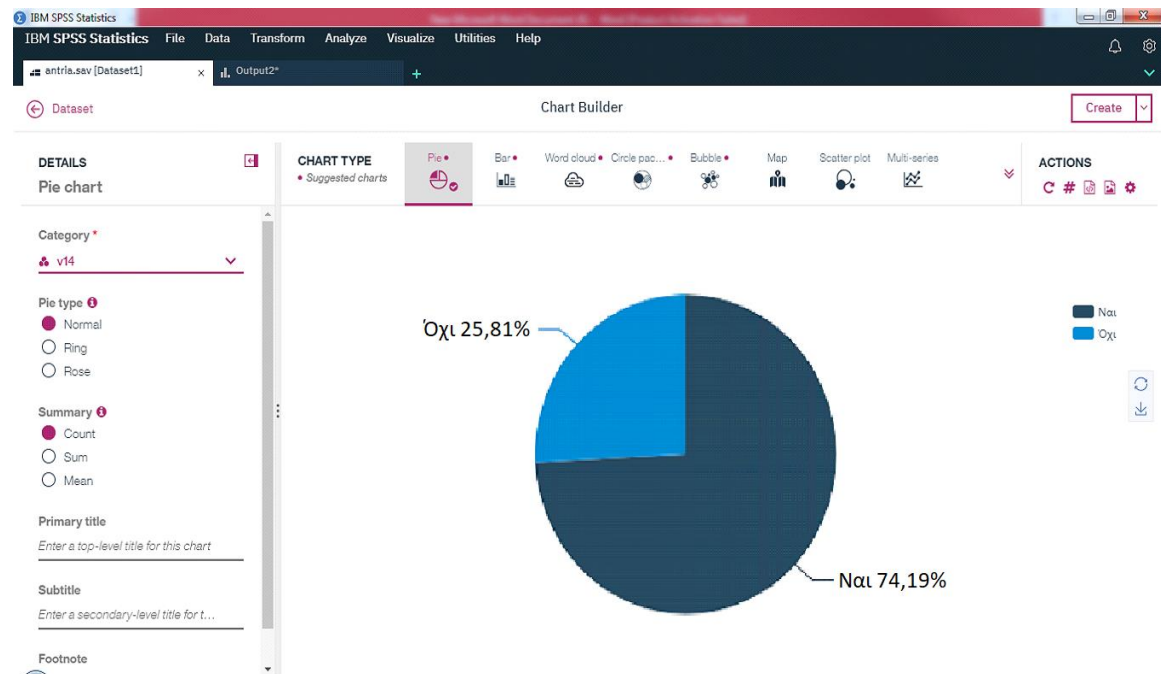 IBM SPSS Statistics
IBM SPSS Statistics File Data Transform Analyze Visualize Utilities Help
antria.sav [Dataset1] x Output2* +
Dataset
Chart Builder
Create
DETAILS
Pie chart
CHART TYPE
• Suggested charts
Pie •
Bar •
Word cloud •
Circle pac... •
Bubble •
Map
Scatter plot
Multi-series
ACTIONS
Category *
v14
Pie type
Normal
Ring
Rose
Summary
Count
Sum
Mean
Primary title
Enter a top-level title for this chart
Subtitle
Enter a secondary-level title for t...
Footnote
Όχι 25,81%
Ναι 74,19%
Ναι
Όχι